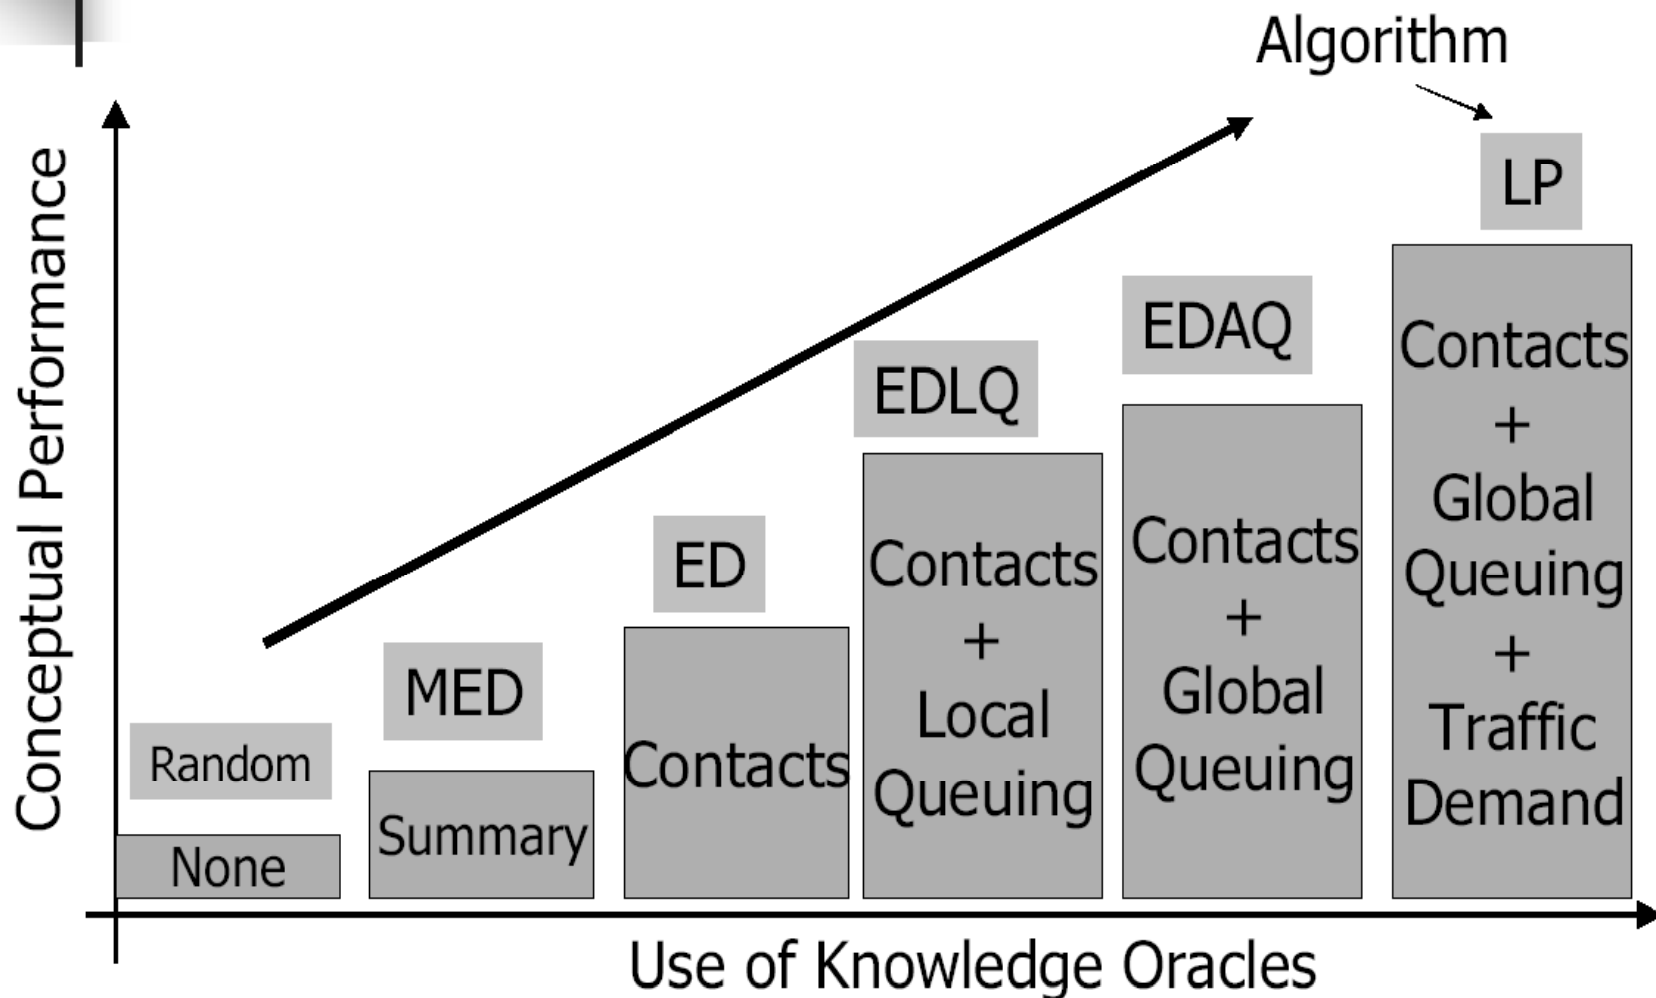 Algorithm
Conceptual Performance
Random
None
MED
Summary
ED
Contacts
EDLQ
Contacts
+
Local
Queuing
EDAQ
Contacts
+
Global
Queuing
LP
Contacts
+
Global
Queuing
+
Traffic
Demand
Use of Knowledge Oracles